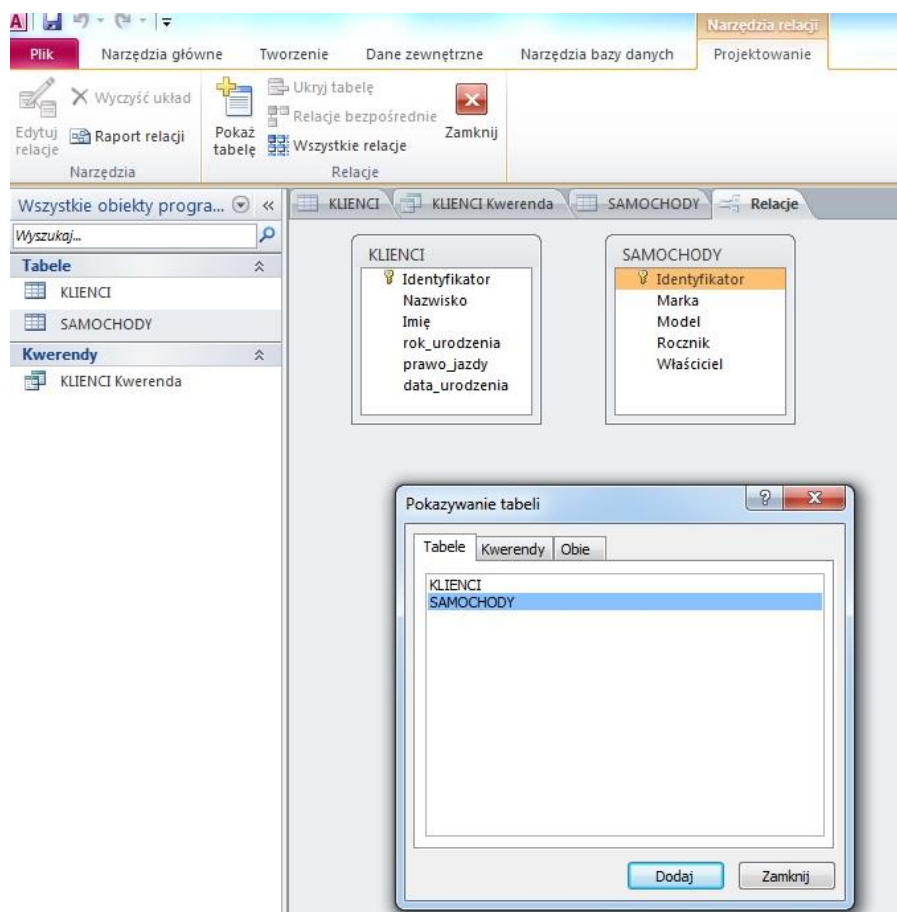 A
Narzędzia relacji
Plik Narzędzia główne Tworzenie Dane zewnętrzne Narzędzia bazy danych Projektowanie
Edytuj relacje
Wyczyść układ
Raport relacji
Narzędzia
Pokaż tabelę
Ukryj tabelę
Relacje bezpośrednie
Wszystkie relacje
Zamknij
Relacje
Wszystkie obiekty progra...
Wyszukaj...
Tabele
KLIENCI
SAMOCHODY
Kwerendy
KLIENCI Kwerenda
KLIENCI KLIENCI Kwerenda SAMOCHODY Relacje
KLIENCI
Identyfikator
Nazwisko
Imię
rok_urodzenia
prawo_jazdy
data_urodzenia
SAMOCHODY
Identyfikator
Marka
Model
Rocznik
Właściciel
Pokazywanie tabeli
Tabele Kwerendy Obie
KLIENCI
SAMOCHODY
Dodaj Zamknij